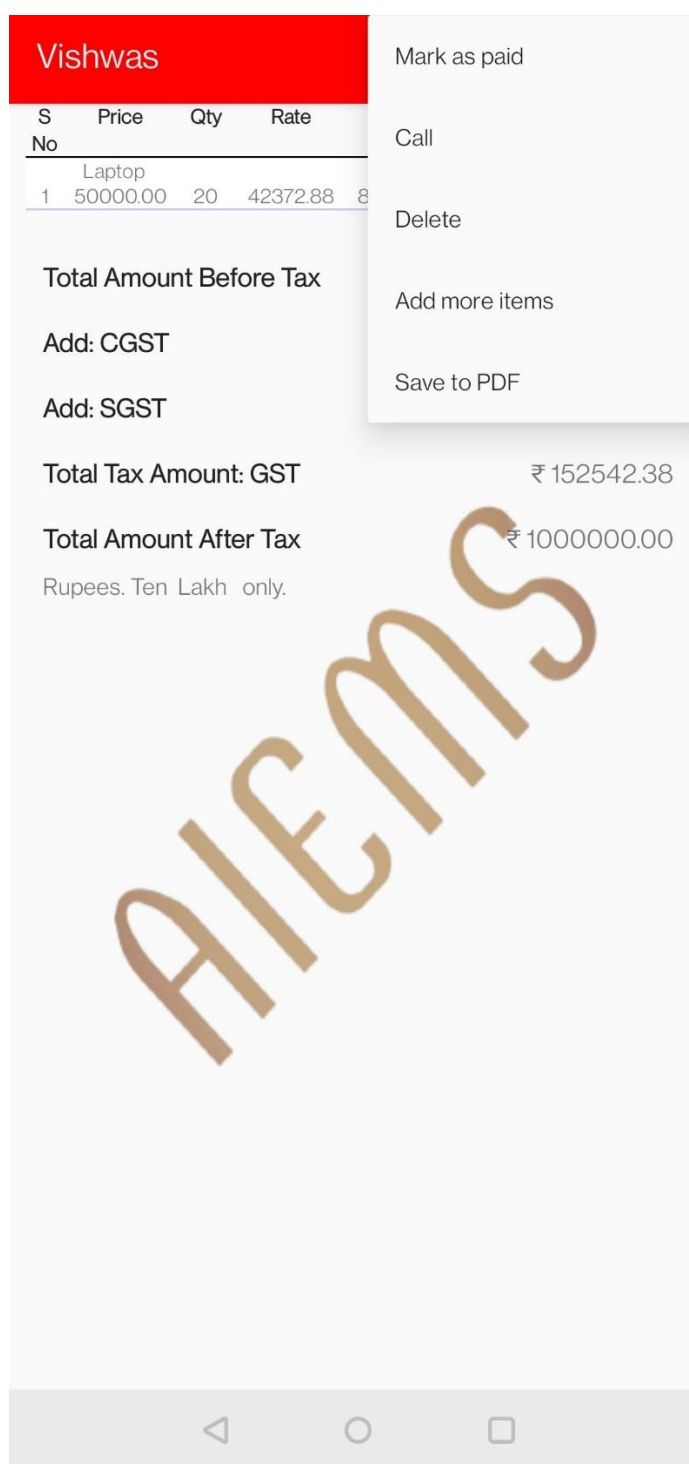 Vishwas
Mark as paid
Call
Delete
Add more items
Save to PDF
S No Price Qty Rate
Laptop
1 50000.00 20 42372.88 8
Total Amount Before Tax
Add: CGST
Add: SGST
Total Tax Amount: GST ₹ 152542.38
Total Amount After Tax ₹ 1000000.00
Rupees. Ten Lakh only.
AIEMS